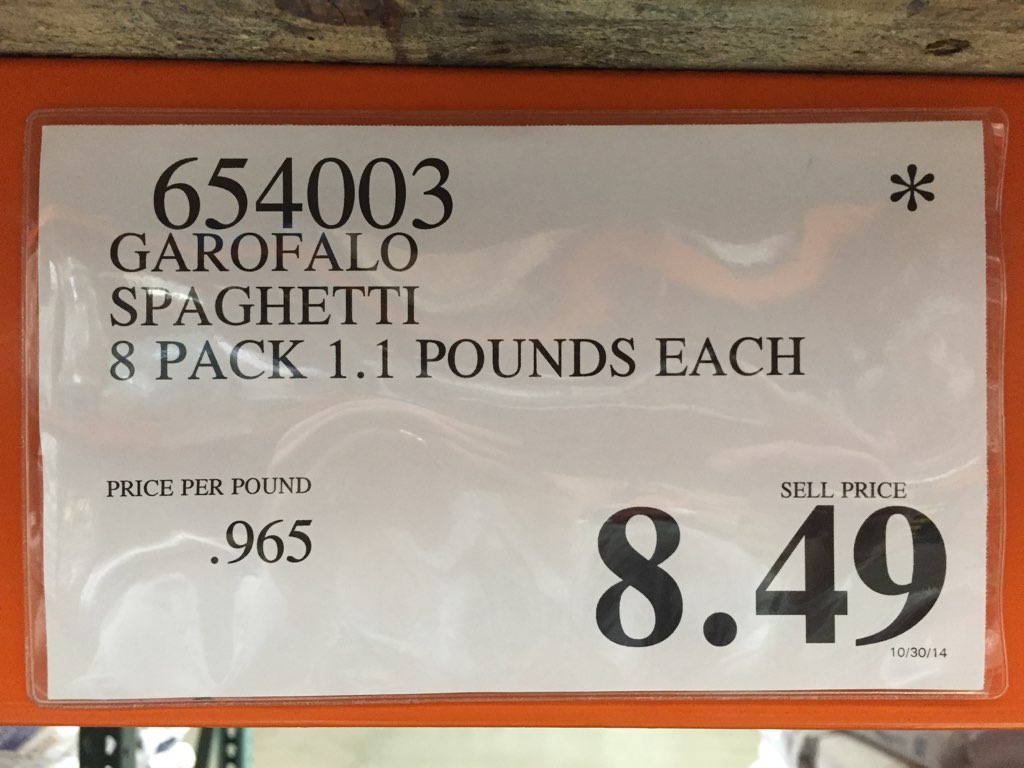 654003
*
GAROFALO
SPAGHETTI
8 PACK 1.1 POUNDS EACH
PRICE PER POUND
.965
SELL PRICE
8.49
10/30/14